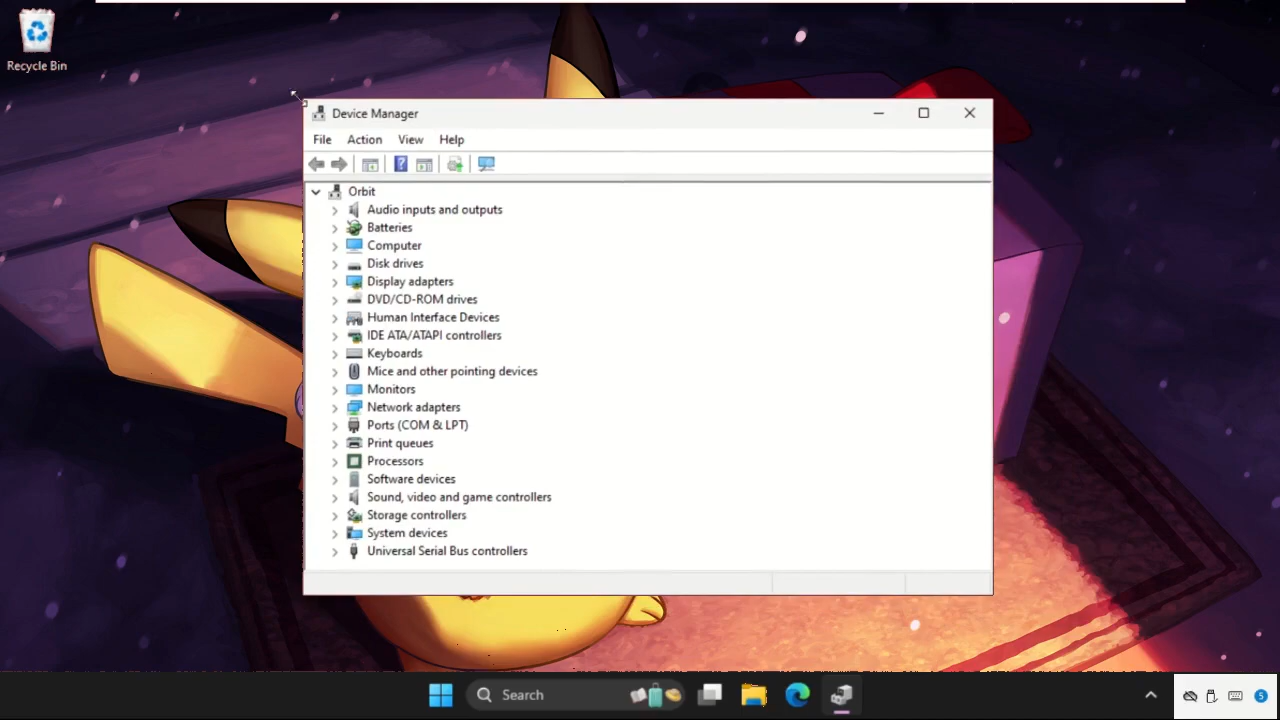 Recycle Bin
Device Manager
File Action View Help
Orbit
Audio inputs and outputs
Batteries
Computer
Disk drives
Display adapters
DVD/CD-ROM drives
Human Interface Devices
IDE ATA/ATAPI controllers
Keyboards
Mice and other pointing devices
Monitors
Network adapters
Ports (COM & LPT)
Print queues
Processors
Software devices
Sound, video and game controllers
Storage controllers
System devices
Universal Serial Bus controllers
Search
5